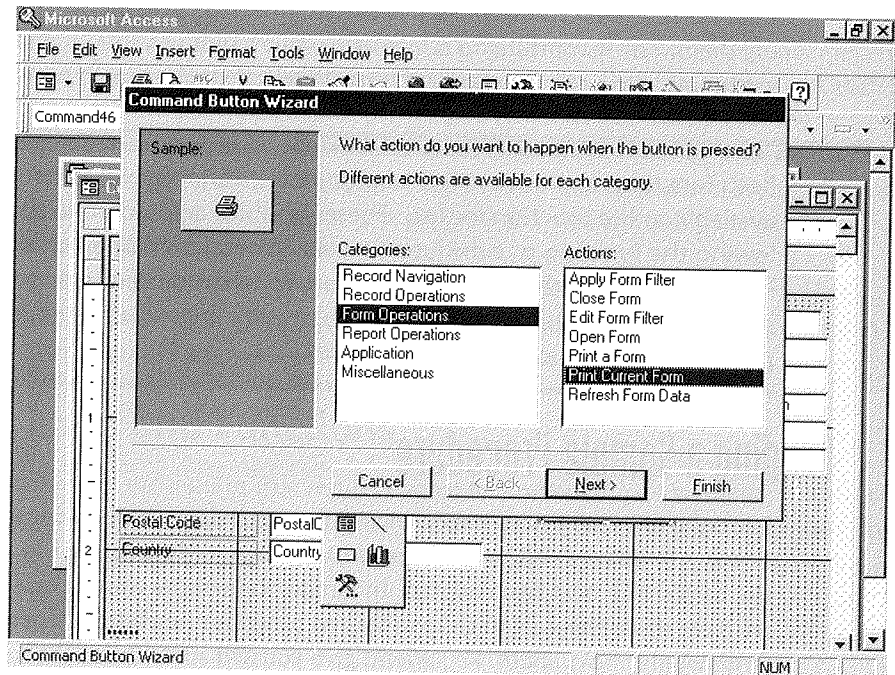 Microsoft Access
File Edit View Insert Format Tools Window Help
Command46
Command Button Wizard
Sample:
What action do you want to happen when the button is pressed?
Different actions are available for each category.
Categories:
Record Navigation
Record Operations
Form Operations
Report Operations
Application
Miscellaneous
Actions:
Apply Form Filter
Close Form
Edit Form Filter
Open Form
Print a Form
Print Current Form
Refresh Form Data
Cancel
< Back
Next >
Finish
1
Postal Code
PostalC
2
Country
Country
Command Button Wizard
NUM